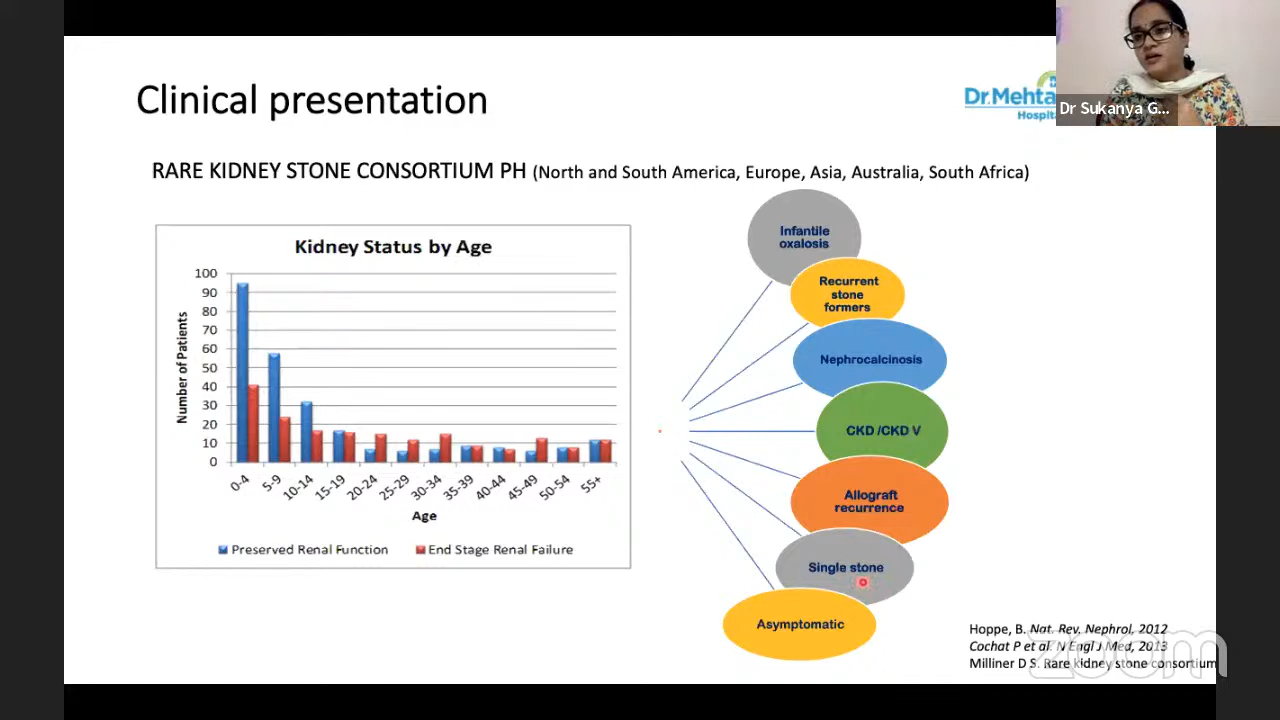 Clinical presentation
Dr.Mehta
Dr Sukanya G...
RARE KIDNEY STONE CONSORTIUM PH (North and South America, Europe, Asia, Australia, South Africa)
Kidney Status by Age
Number of Patients
100
90
80
70
60
50
40
30
20
10
0
0-4
5-9
10-14
15-19
20-24
25-29
30-34
35-39
40-44
45-49
50-54
55+
Age
Preserved Renal Function
End Stage Renal Failure
Infantile
oxalosis
Recurrent
stone
formers
Nephrocalcinosis
CKD /CKD V
Allograft
recurrence
Single stone
Asymptomatic
Hoppe, B. Nat. Rev. Nephrol, 2012
Cochat P et al. N Engl J Med, 2013
Milliner D S. Rare kidney stone consortium
zoom